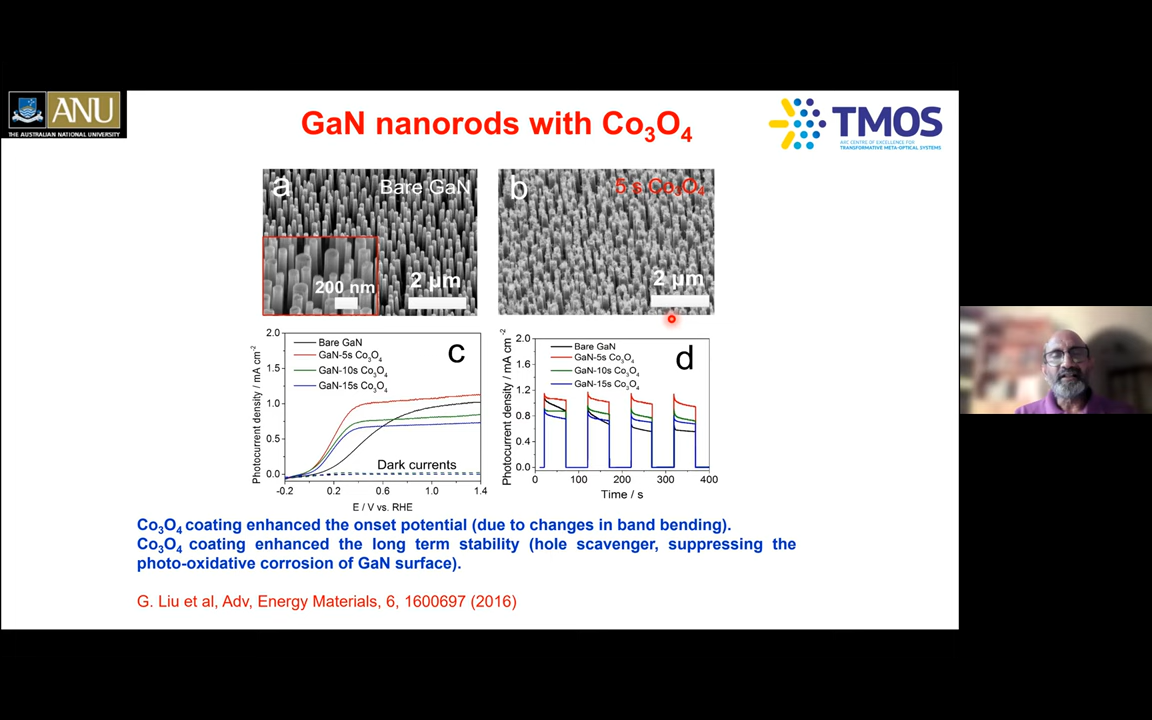 ANU
THE AUSTRALIAN NATIONAL UNIVERSITY
GaN nanorods with Co₃O₄
TMOS
ARC CENTRE OF EXCELLENCE FOR
TRANSFORMATIVE META-OPTICAL SYSTEMS
a
Bare GaN
200 nm
2 µm
b
5 s Co₃O₄
2 µm
c
Bare GaN
GaN-5s Co₃O₄
GaN-10s Co₃O₄
GaN-15s Co₃O₄
Dark currents
Photocurrent density / mA cm⁻²
2.0
1.5
1.0
0.5
0.0
-0.2 0.2 0.6 1.0 1.4
E / V vs. RHE
d
Bare GaN
GaN-5s Co₃O₄
GaN-10s Co₃O₄
GaN-15s Co₃O₄
Photocurrent density / mA cm⁻²
2.0
1.6
1.2
0.8
0.4
0.0
0 100 200 300 400
Time / s
Co₃O₄ coating enhanced the onset potential (due to changes in band bending).
Co₃O₄ coating enhanced the long term stability (hole scavenger, suppressing the
photo-oxidative corrosion of GaN surface).
G. Liu et al, Adv, Energy Materials, 6, 1600697 (2016)